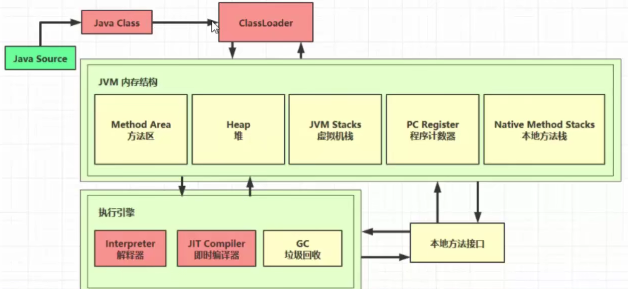 Java Class
ClassLoader
Java Source
JVM 内存结构
Method Area
方法区
Heap
堆
JVM Stacks
虚拟机栈
PC Register
程序计数器
Native Method Stacks
本地方法栈
执行引擎
Interpreter
解释器
JIT Compiler
即时编译器
GC
垃圾回收
本地方法接口